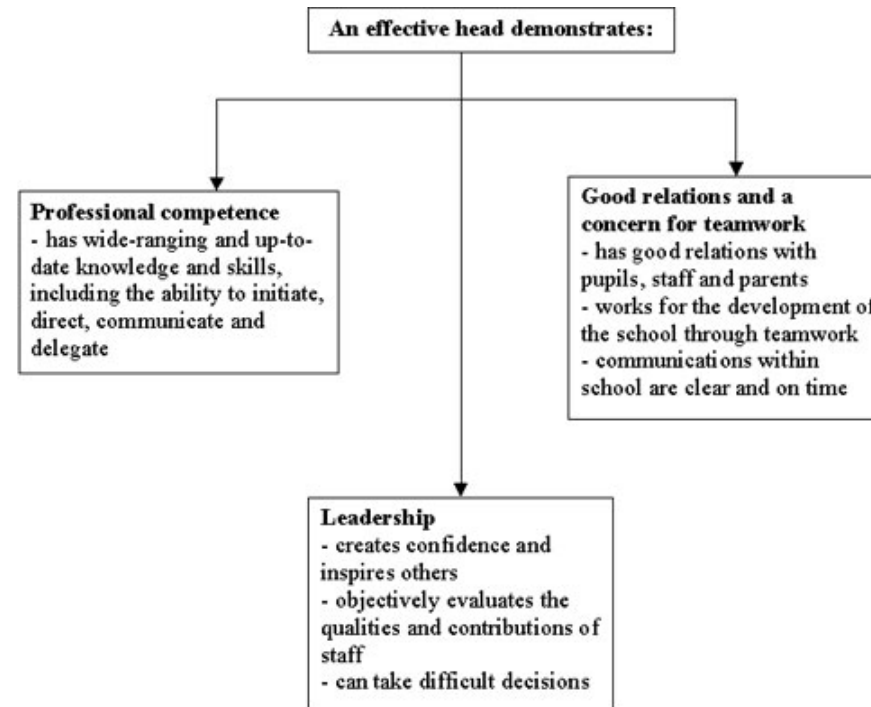 An effective head demonstrates:
Professional competence
- has wide-ranging and up-to-
date knowledge and skills,
including the ability to initiate,
direct, communicate and
delegate
Good relations and a
concern for teamwork
- has good relations with
pupils, staff and parents
- works for the development of
the school through teamwork
- communications within
school are clear and on time
Leadership
- creates confidence and
inspires others
- objectively evaluates the
qualities and contributions of
staff
- can take difficult decisions